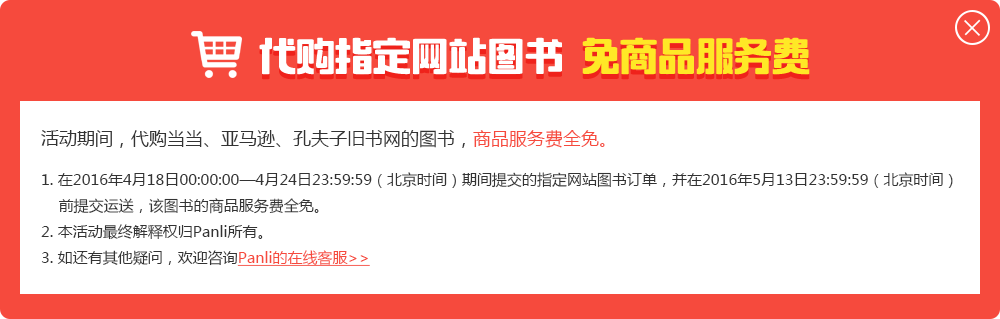 代购指定网站图书 免商品服务费
活动期间，代购当当、亚马逊、孔夫子旧书网的图书，商品服务费全免。
1. 在2016年4月18日00:00:00—4月24日23:59:59（北京时间）期间提交的指定网站图书订单，并在2016年5月13日23:59:59（北京时间）
前提交运送，该图书的商品服务费全免。
2. 本活动最终解释权归Panli所有。
3. 如还有其他疑问，欢迎咨询Panli的在线客服>>